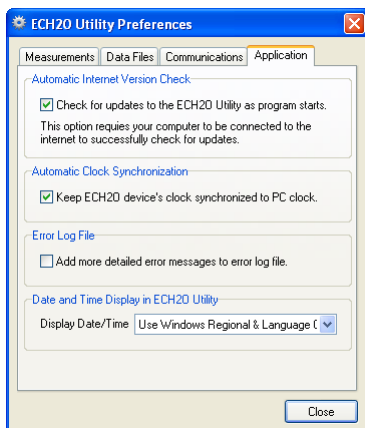 ECH2O Utility Preferences
Measurements Data Files Communications Application
Automatic Internet Version Check
Check for updates to the ECH2O Utility as program starts.
This option requies your computer to be connected to the
internet to successfully check for updates.
Automatic Clock Synchronization
Keep ECH2O device's clock synchronized to PC clock.
Error Log File
Add more detailed error messages to error log file.
Date and Time Display in ECH2O Utility
Display Date/Time Use Windows Regional & Language
Close